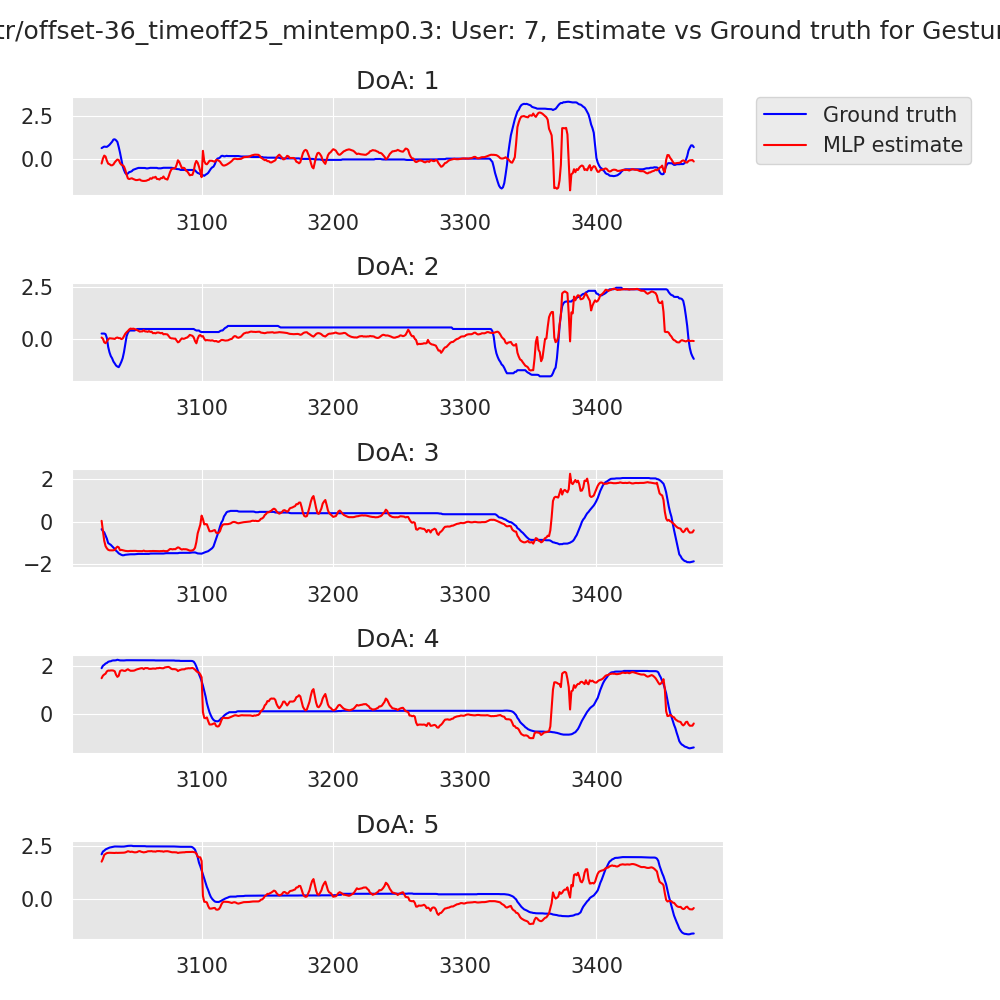 tr/offset-36_timeoff25_mintemp0.3: User: 7, Estimate vs Ground truth for Gestur
DoA: 1
2.5
0.0
3100 3200 3300 3400
Ground truth
MLP estimate
DoA: 2
2.5
0.0
3100 3200 3300 3400
DoA: 3
2
0
−2
3100 3200 3300 3400
DoA: 4
2
0
3100 3200 3300 3400
DoA: 5
2.5
0.0
3100 3200 3300 3400